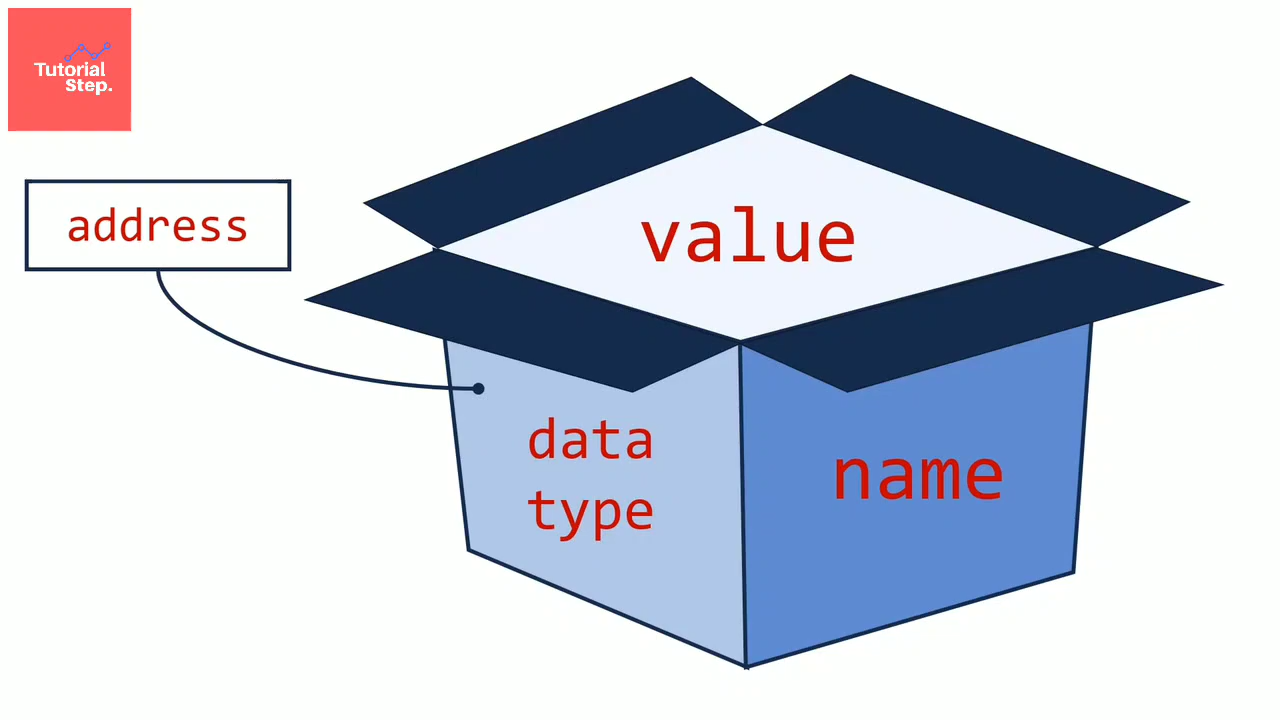 Tutorial
Step.
address
value
data
type
name